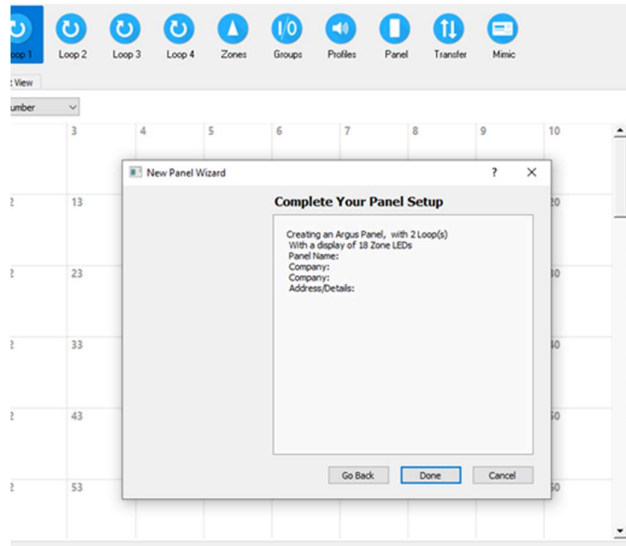 Loop 1 Loop 2 Loop 3 Loop 4 Zones I/O Groups Profiles Panel Transfer Mimic
View
umber
3 4 5 6 7 8 9 10
New Panel Wizard ? ×
Complete Your Panel Setup
2 13 20
Creating an Argus Panel, with 2 Loop(s)
With a display of 18 Zone LEDs
Panel Name:
Company:
Company:
Address/Details:
2 23 30
2 33 40
2 43 50
Go Back Done Cancel
2 53 60